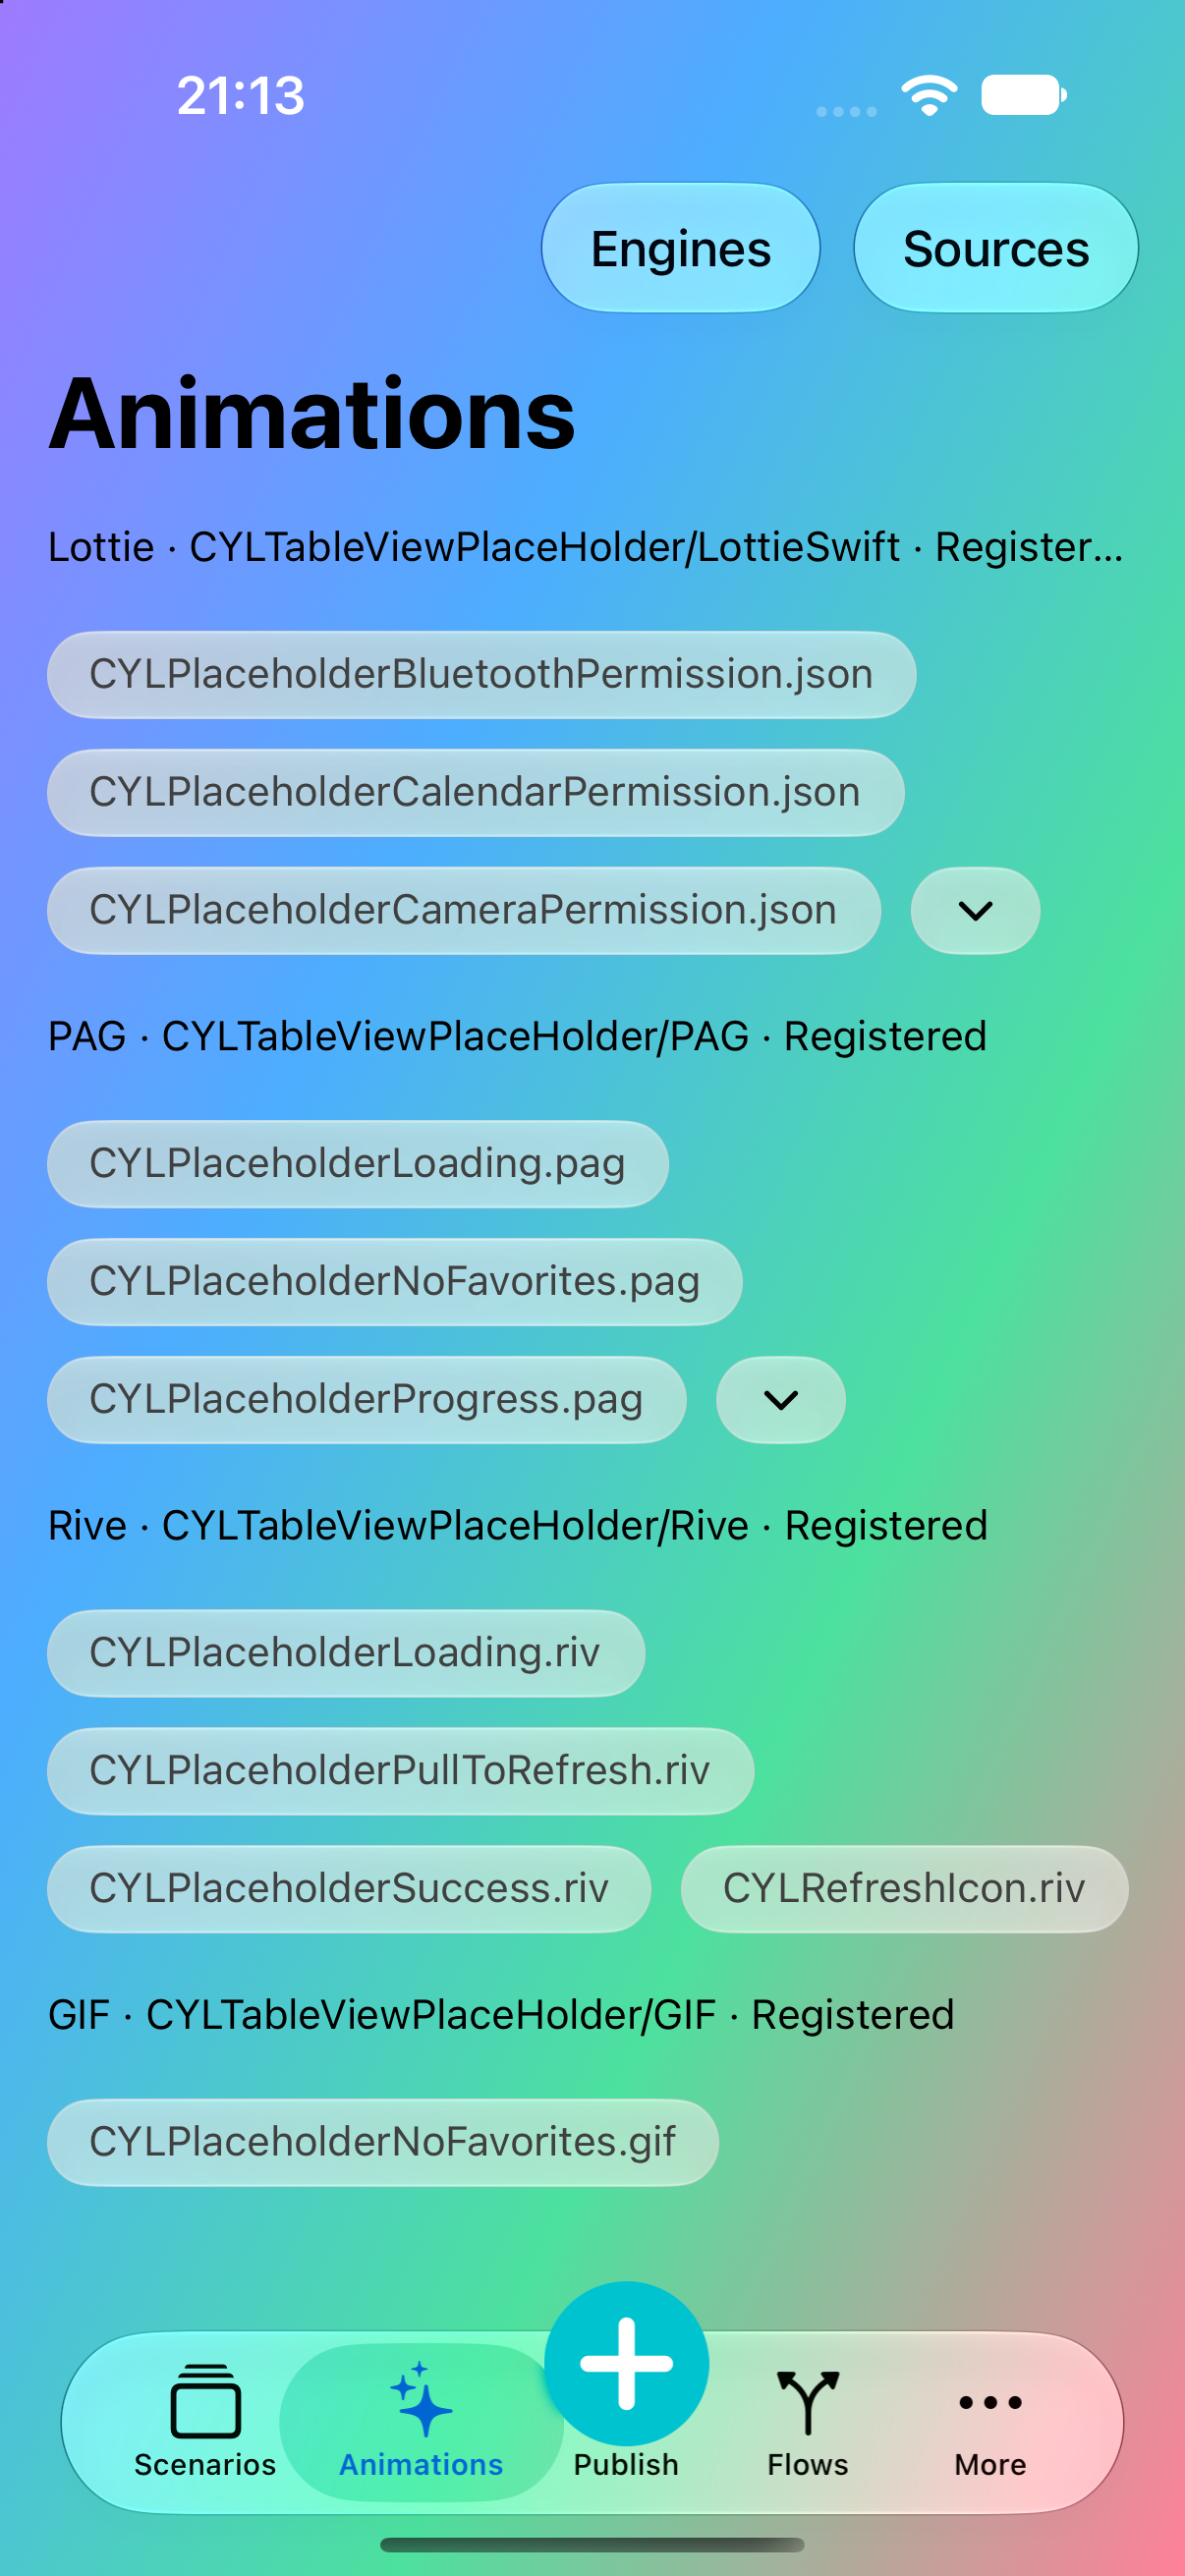 21:13
Engines
Sources
Animations
Lottie · CYLTableViewPlaceHolder/LottieSwift · Register...
CYLPlaceholderBluetoothPermission.json
CYLPlaceholderCalendarPermission.json
CYLPlaceholderCameraPermission.json
PAG · CYLTableViewPlaceHolder/PAG · Registered
CYLPlaceholderLoading.pag
CYLPlaceholderNoFavorites.pag
CYLPlaceholderProgress.pag
Rive · CYLTableViewPlaceHolder/Rive · Registered
CYLPlaceholderLoading.riv
CYLPlaceholderPullToRefresh.riv
CYLPlaceholderSuccess.riv
CYLRefreshIcon.riv
GIF · CYLTableViewPlaceHolder/GIF · Registered
CYLPlaceholderNoFavorites.gif
Scenarios
Animations
Publish
Flows
More